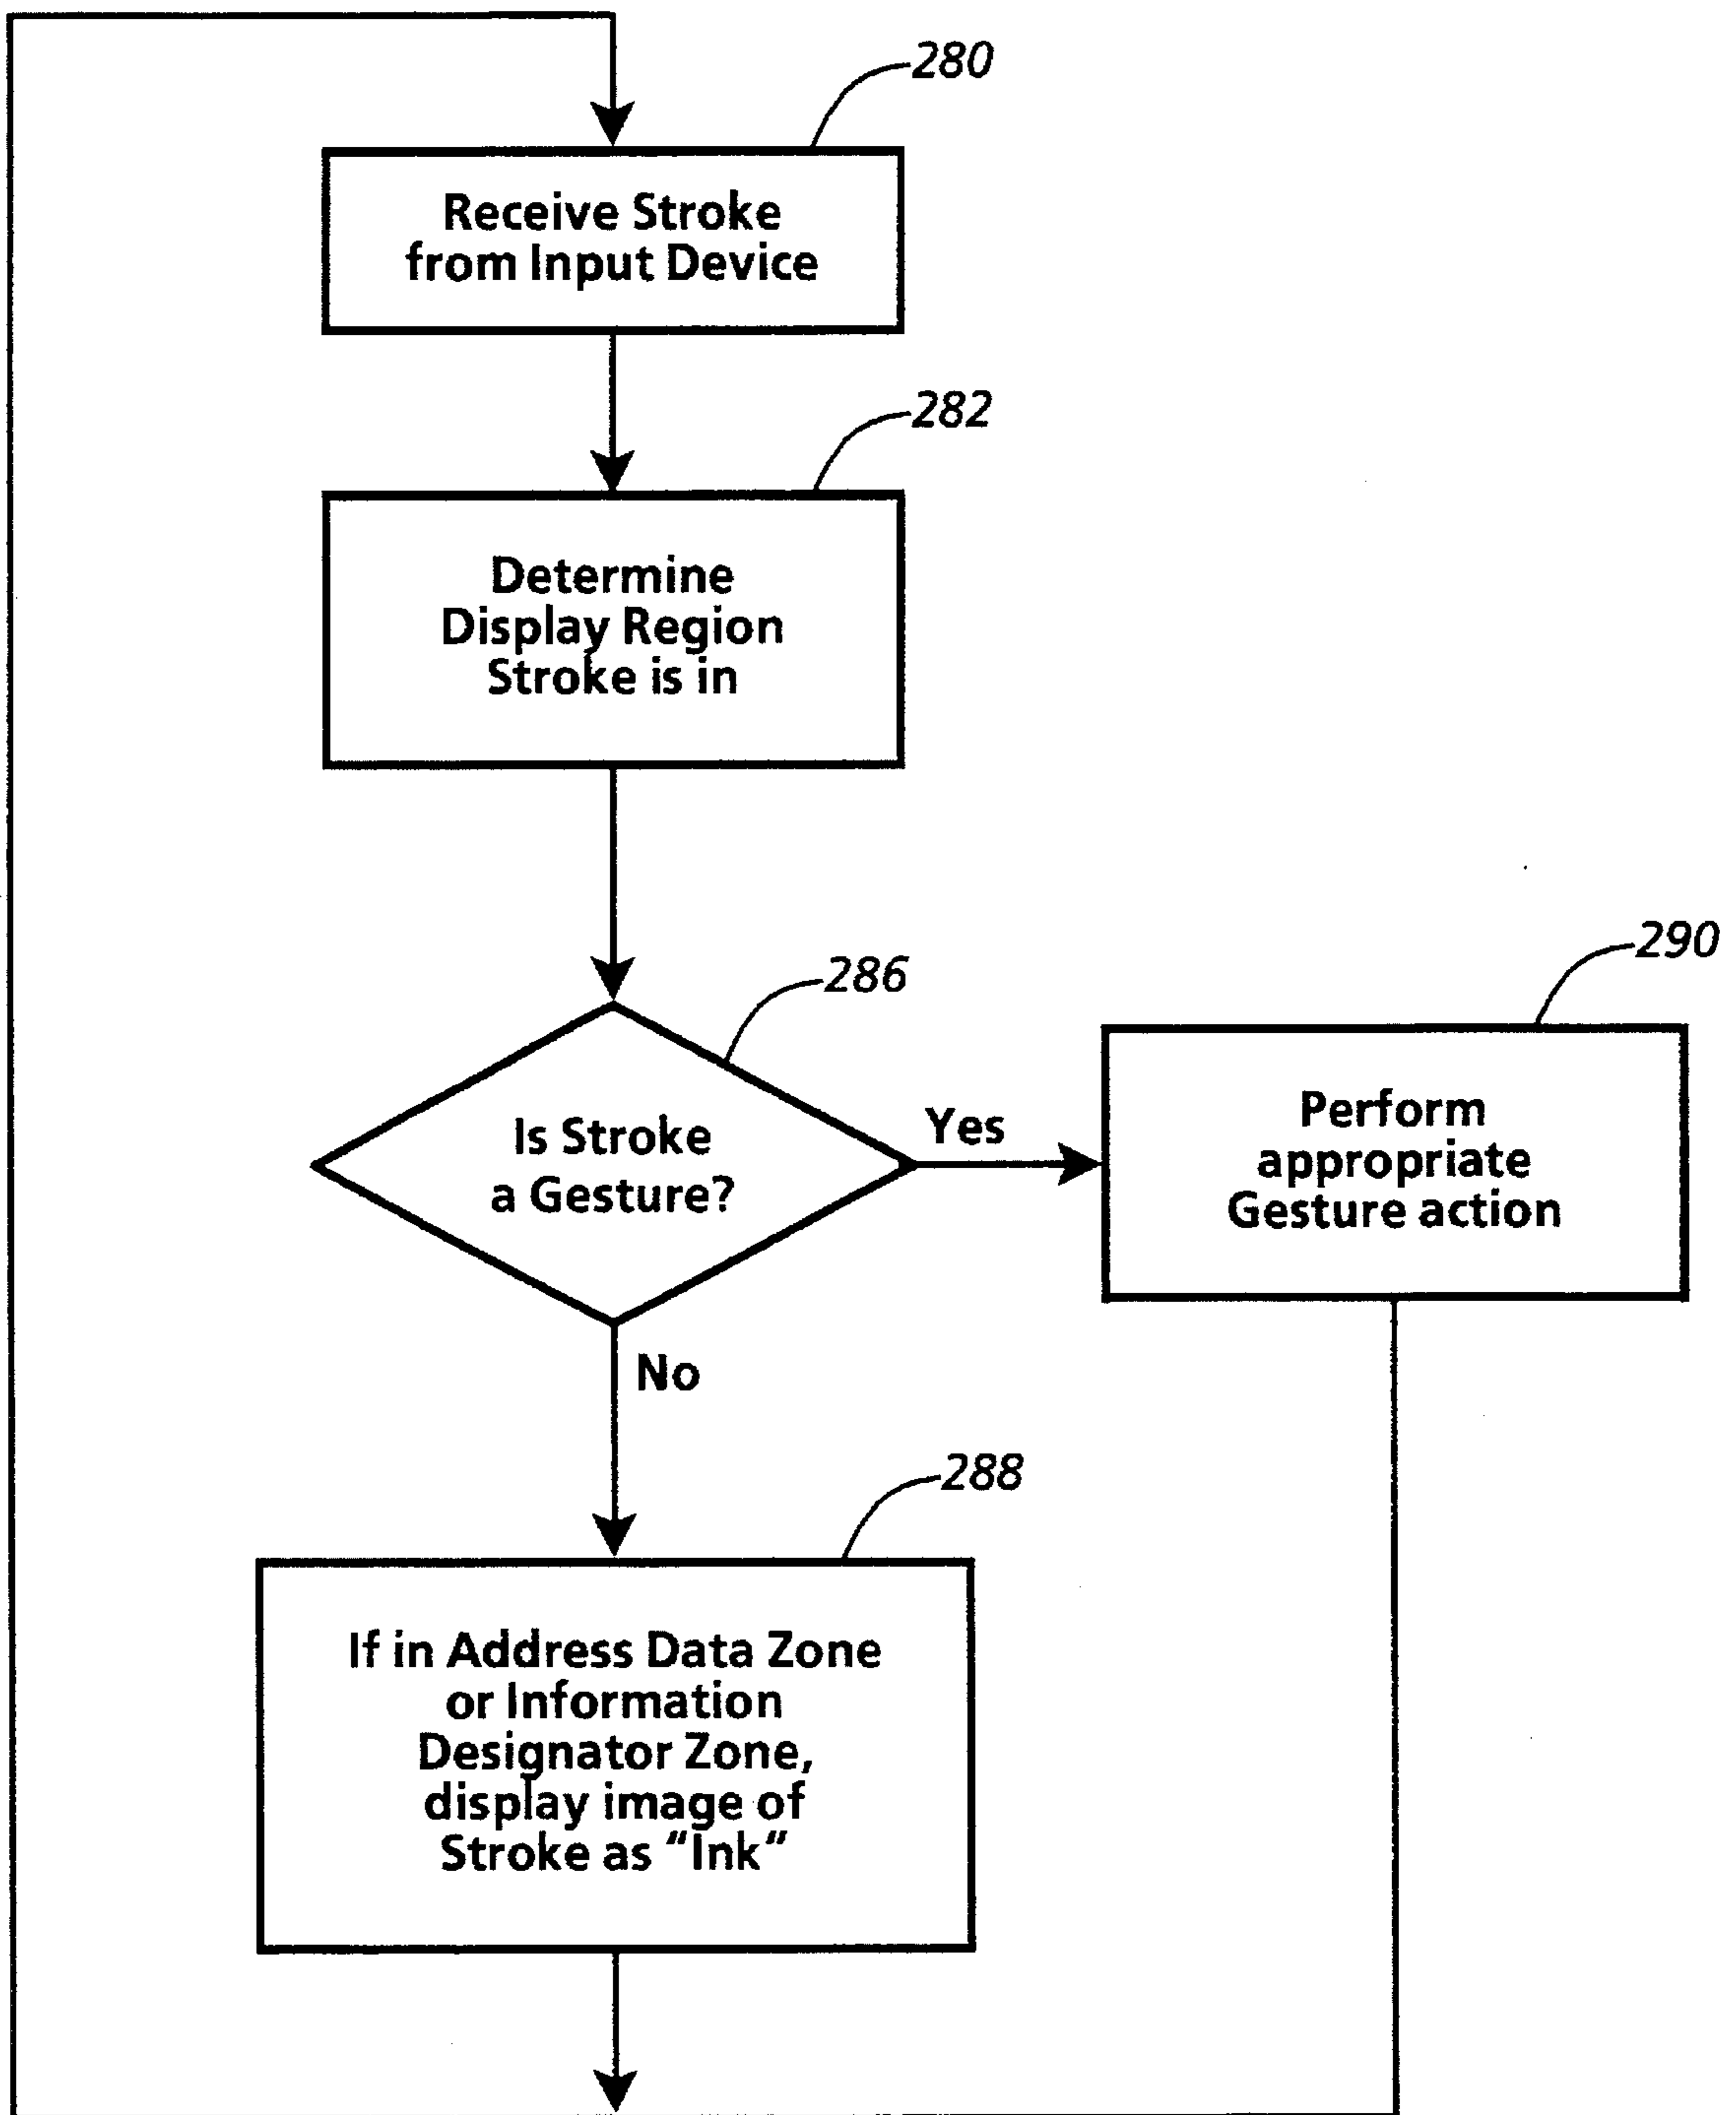 280
Receive Stroke
from Input Device
282
Determine
Display Region
Stroke is in
286
Is Stroke
a Gesture?
Yes
290
Perform
appropriate
Gesture action
No
288
If in Address Data Zone
or Information
Designator Zone,
display image of
Stroke as “Ink”